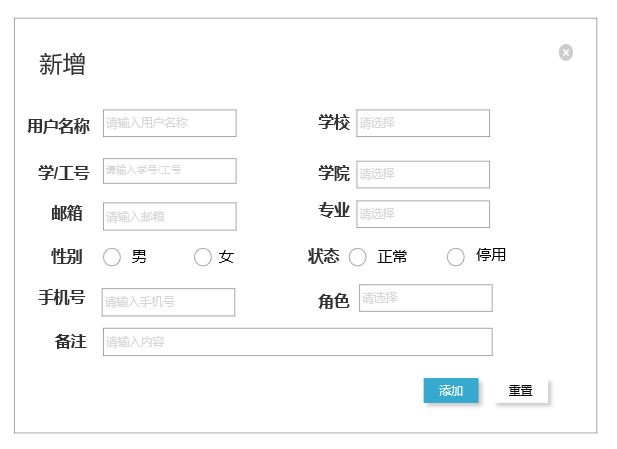 新增
用户名称 请输入用户名称 学校 请选择
学/工号 请输入学号/工号 学院 请选择
邮箱 请输入邮箱 专业 请选择
性别 男 女 状态 正常 停用
手机号 请输入手机号 角色 请选择
备注 请输入内容
添加 重置